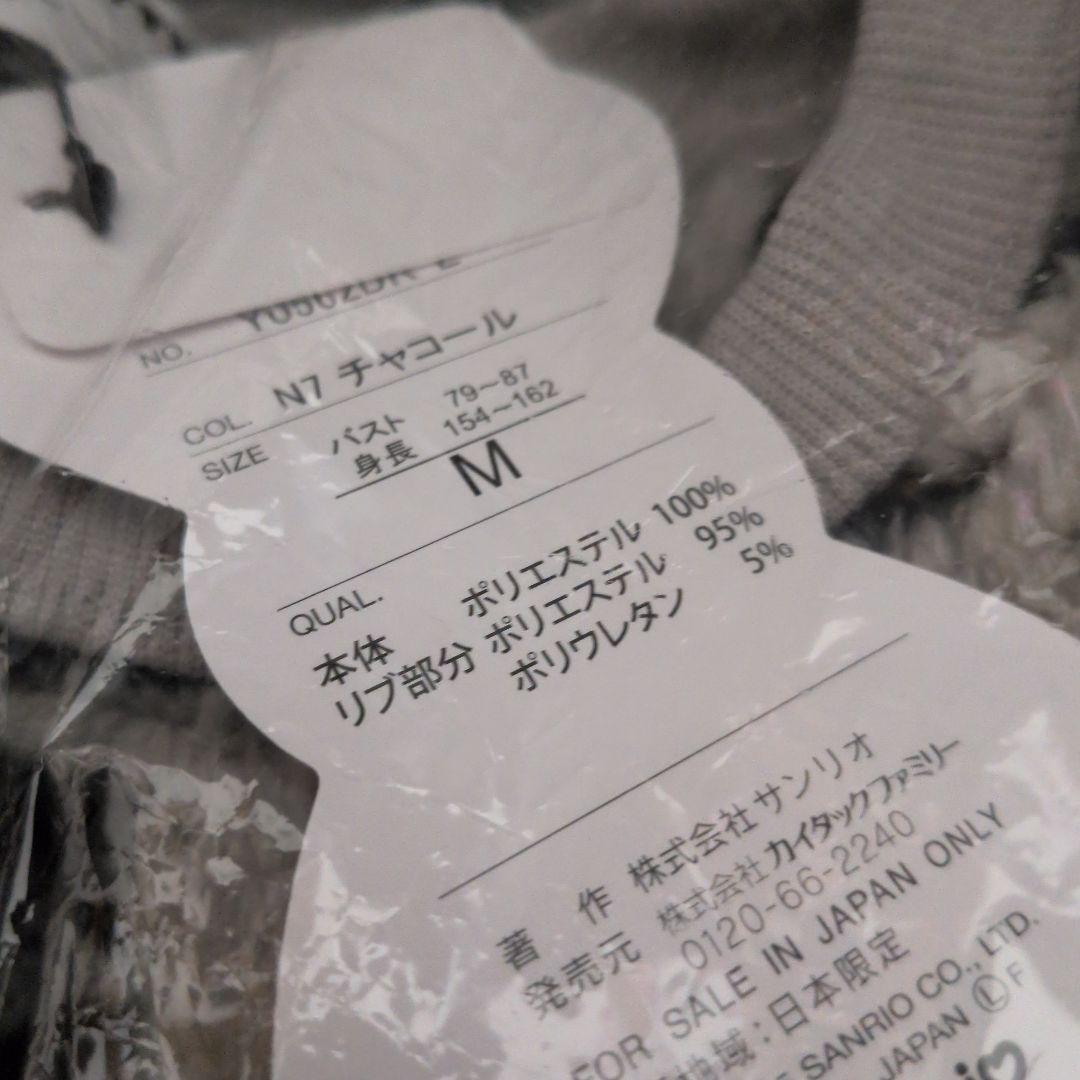 NO.
COL. N7 チャコール
SIZE バスト 79～87
身長 154～162
M
QUAL.
本体 ポリエステル 100%
リブ部分 ポリエステル 95%
ポリウレタン 5%
著 作 株式会社サンリオ
発売元 株式会社カイタックファミリー
0120-66-2240
FOR SALE IN JAPAN ONLY
地域:日本限定
SANRIO CO., LTD.
JAPAN Ⓛ F